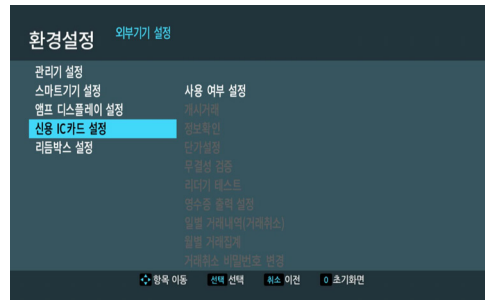 환경설정 외부기기 설정
관리기 설정
스마트기기 설정
앰프 디스플레이 설정
신용 IC카드 설정
리듬박스 설정
사용 여부 설정
개시거래
정보확인
단가설정
무결성 검증
리더기 테스트
영수증 출력 설정
일별 거래내역(거래취소)
월별 거래집계
거래취소 비밀번호 변경
항목 이동 선택 선택 취소 이전 0 초기화면